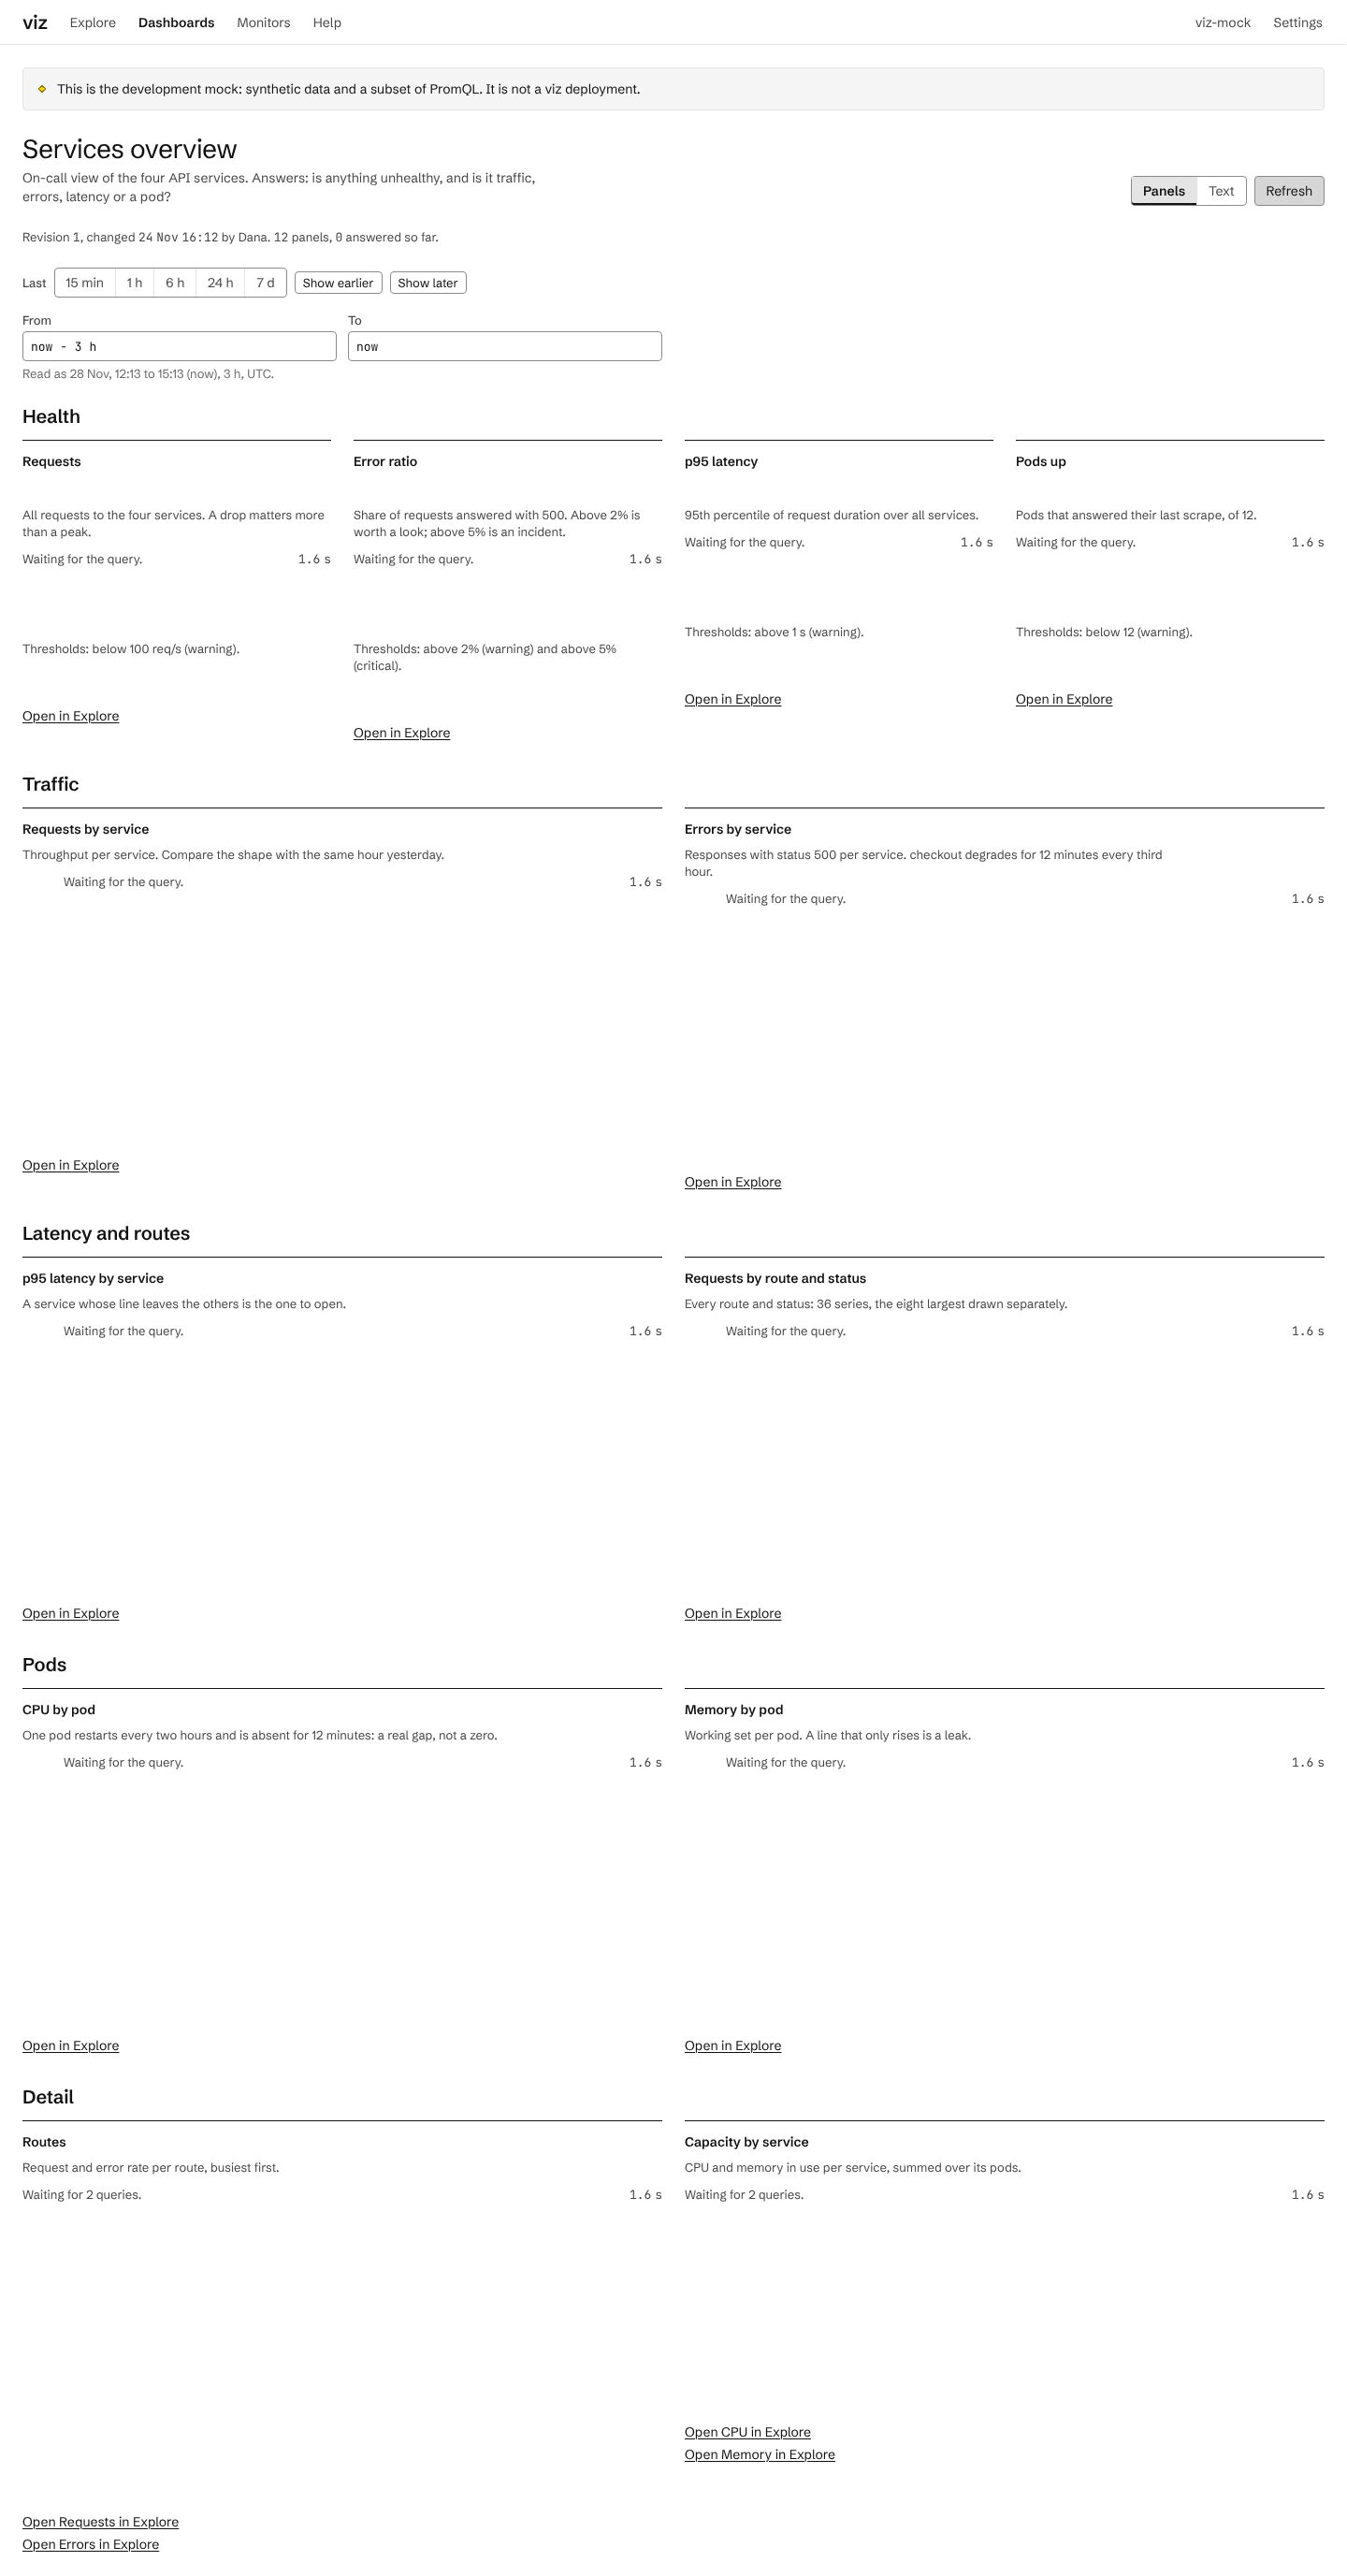 viz Explore Dashboards Monitors Help viz-mock Settings
This is the development mock: synthetic data and a subset of PromQL. It is not a viz deployment.
Services overview
On-call view of the four API services. Answers: is anything unhealthy, and is it traffic,
errors, latency or a pod?
Panels Text Refresh
Revision 1, changed 24 Nov 16:12 by Dana. 12 panels, 0 answered so far.
Last 15 min 1 h 6 h 24 h 7 d Show earlier Show later
From To
now - 3 h now
Read as 28 Nov, 12:13 to 15:13 (now), 3 h, UTC.
Health
Requests
All requests to the four services. A drop matters more
than a peak.
Waiting for the query. 1.6 s
Thresholds: below 100 req/s (warning).
Open in Explore
Error ratio
Share of requests answered with 500. Above 2% is
worth a look; above 5% is an incident.
Waiting for the query. 1.6 s
Thresholds: above 2% (warning) and above 5%
(critical).
Open in Explore
p95 latency
95th percentile of request duration over all services.
Waiting for the query. 1.6 s
Thresholds: above 1 s (warning).
Open in Explore
Pods up
Pods that answered their last scrape, of 12.
Waiting for the query. 1.6 s
Thresholds: below 12 (warning).
Open in Explore
Traffic
Requests by service
Throughput per service. Compare the shape with the same hour yesterday.
Waiting for the query. 1.6 s
Open in Explore
Errors by service
Responses with status 500 per service. checkout degrades for 12 minutes every third
hour.
Waiting for the query. 1.6 s
Open in Explore
Latency and routes
p95 latency by service
A service whose line leaves the others is the one to open.
Waiting for the query. 1.6 s
Open in Explore
Requests by route and status
Every route and status: 36 series, the eight largest drawn separately.
Waiting for the query. 1.6 s
Open in Explore
Pods
CPU by pod
One pod restarts every two hours and is absent for 12 minutes: a real gap, not a zero.
Waiting for the query. 1.6 s
Open in Explore
Memory by pod
Working set per pod. A line that only rises is a leak.
Waiting for the query. 1.6 s
Open in Explore
Detail
Routes
Request and error rate per route, busiest first.
Waiting for 2 queries. 1.6 s
Open Requests in Explore
Open Errors in Explore
Capacity by service
CPU and memory in use per service, summed over its pods.
Waiting for 2 queries. 1.6 s
Open CPU in Explore
Open Memory in Explore